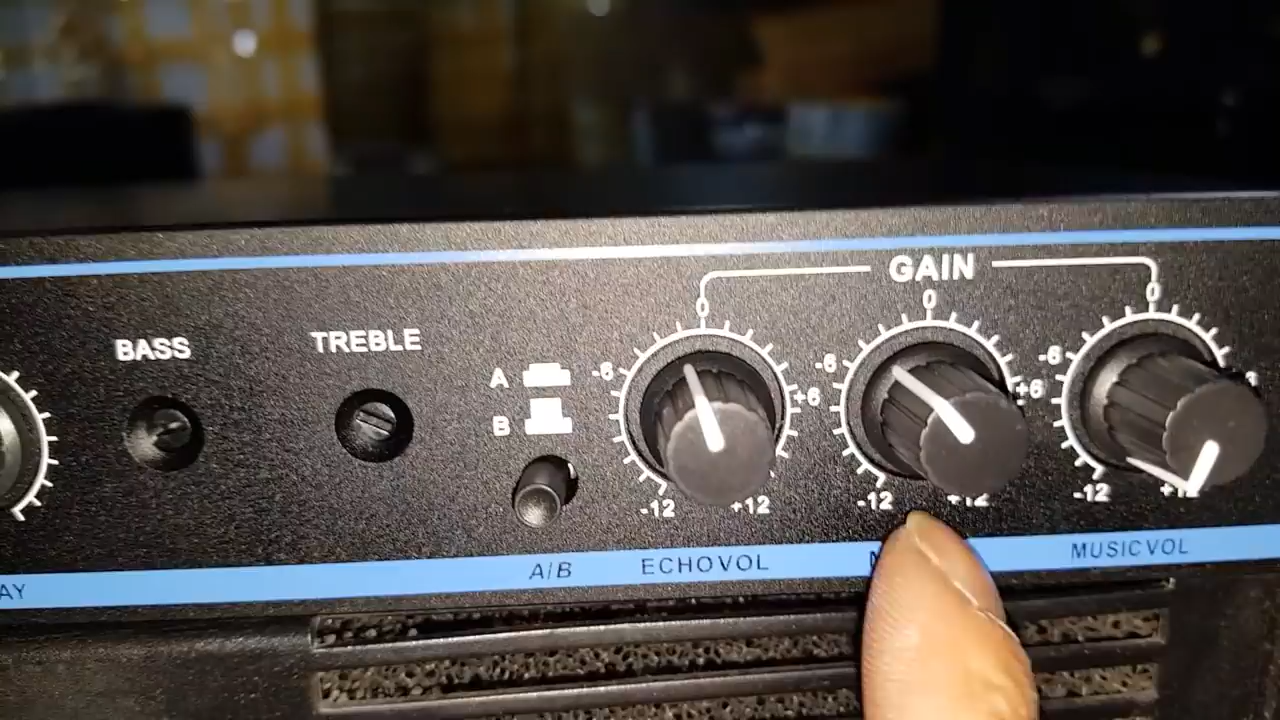 GAIN
0 0 0
BASS TREBLE
A -6 +6 -6 +6 -6
B
-12 +12 -12 +12 -12
AY A/B ECHOVOL MUSICVOL